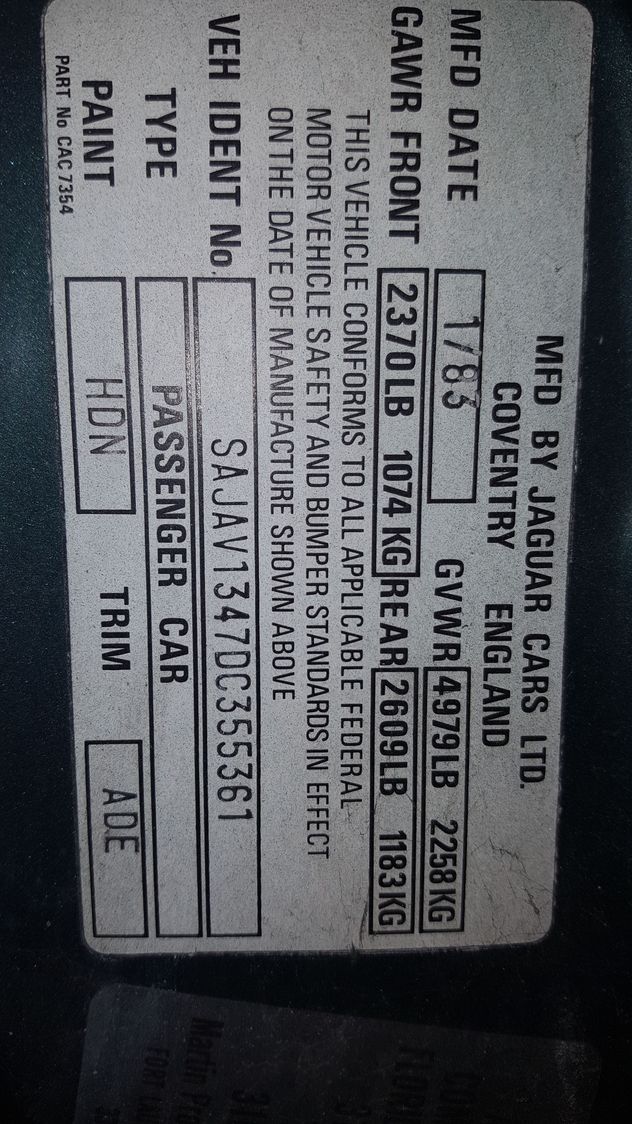 MFD BY JAGUAR CARS LTD.
COVENTRY ENGLAND
MFD DATE 1/83 GVWR 4979LB 2258KG
GAWR FRONT 2370LB 1074KG REAR 2609LB 1183KG
THIS VEHICLE CONFORMS TO ALL APPLICABLE FEDERAL
MOTOR VEHICLE SAFETY AND BUMPER STANDARDS IN EFFECT
ON THE DATE OF MANUFACTURE SHOWN ABOVE
VEH IDENT No. SAJAV1347DC355361
TYPE PASSENGER CAR
PAINT HDN TRIM ADE
PART No CAC 7354
Martin